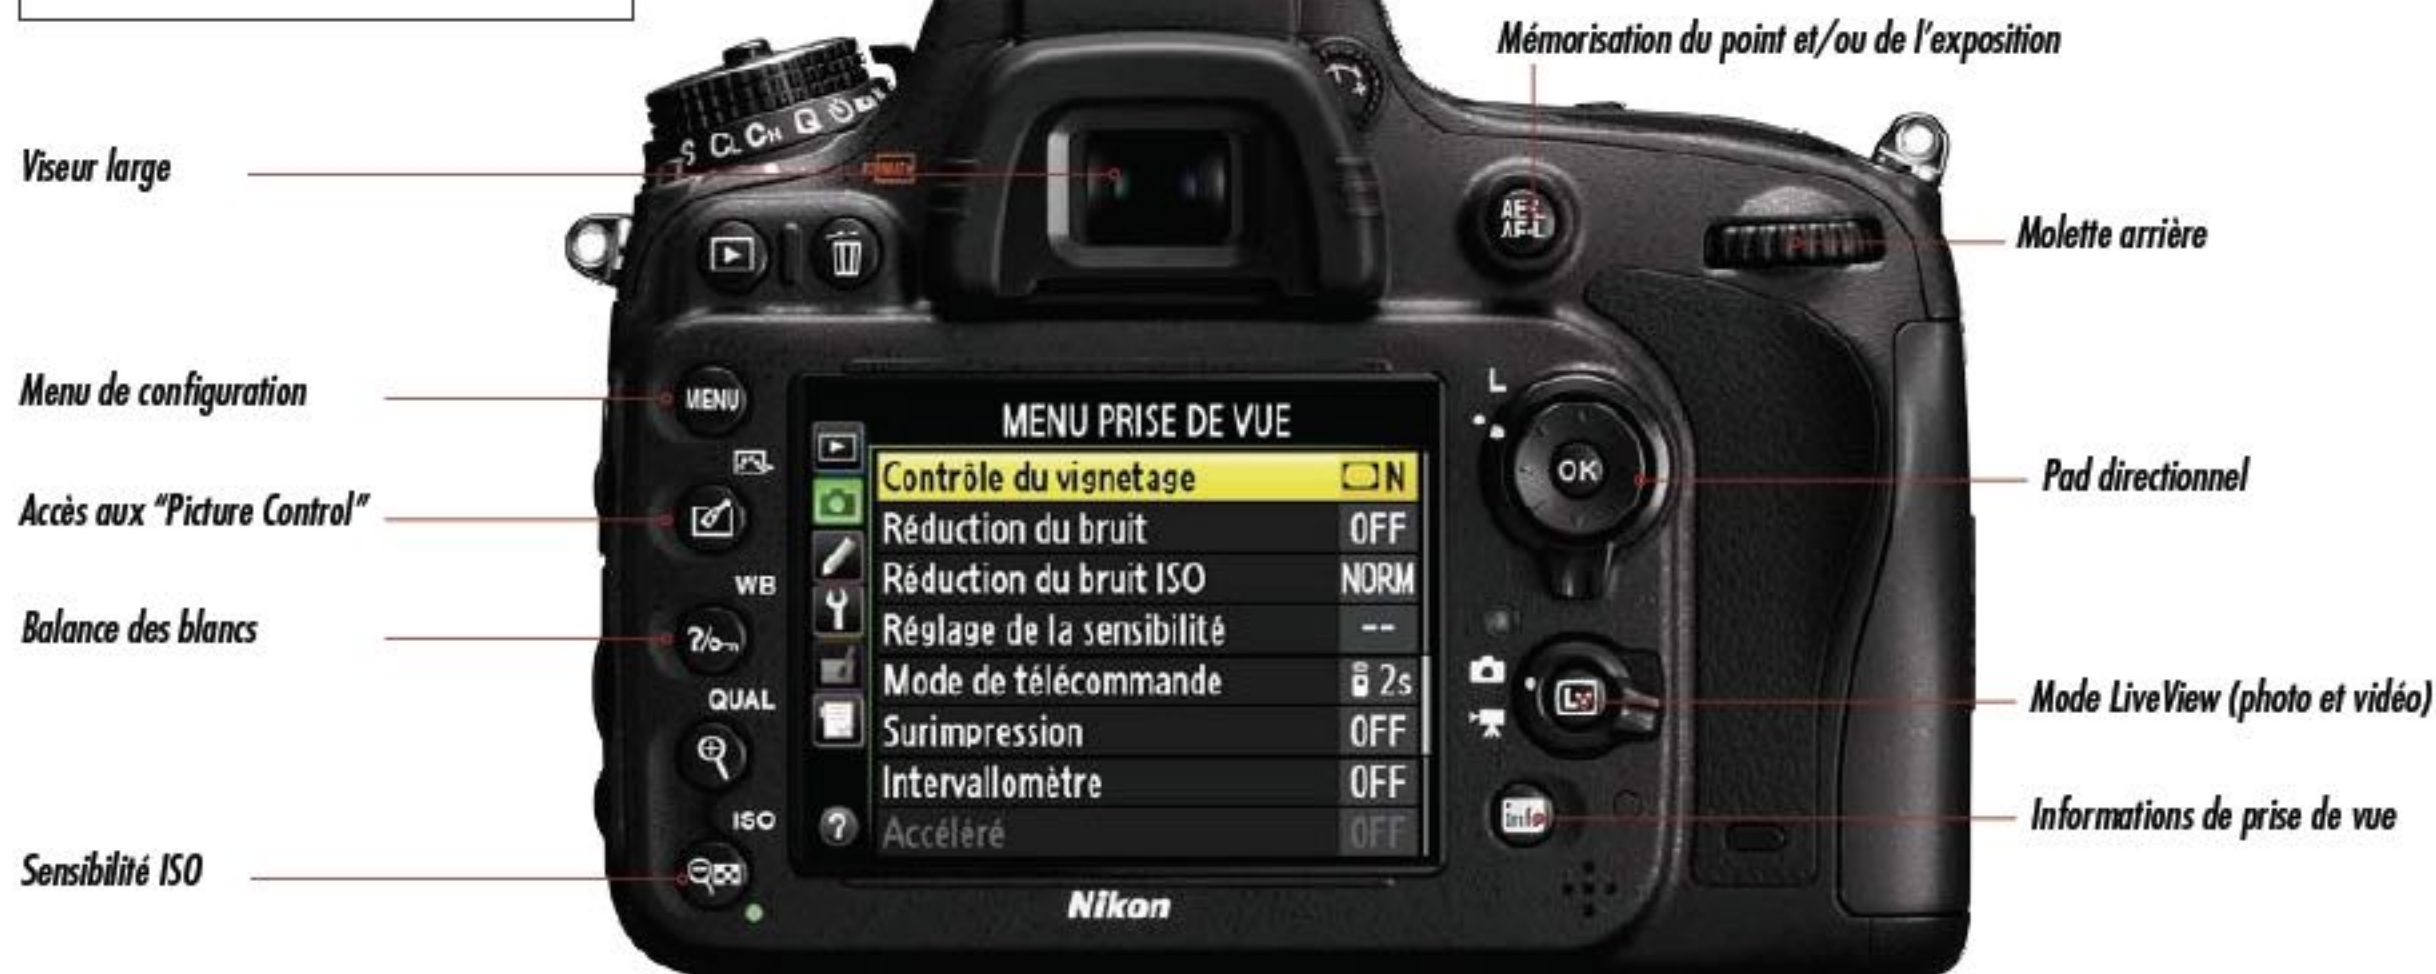 Mémorisation du point et/ou de l'exposition
S CL CH Q
Viseur large
AE-L
AF-L
Molette arrière
Menu de configuration
MENU
MENU PRISE DE VUE
L
Contrôle du vignetage N
OK
Pad directionnel
Accès aux "Picture Control"
Réduction du bruit OFF
Réduction du bruit ISO NORM
WB
Balance des blancs
?/
Réglage de la sensibilité --
Mode de télécommande 2s
QUAL
Lv
Mode LiveView (photo et vidéo)
Surimpression OFF
Intervallomètre OFF
ISO
?
Accéléré OFF
info
Informations de prise de vue
Sensibilité ISO
Nikon